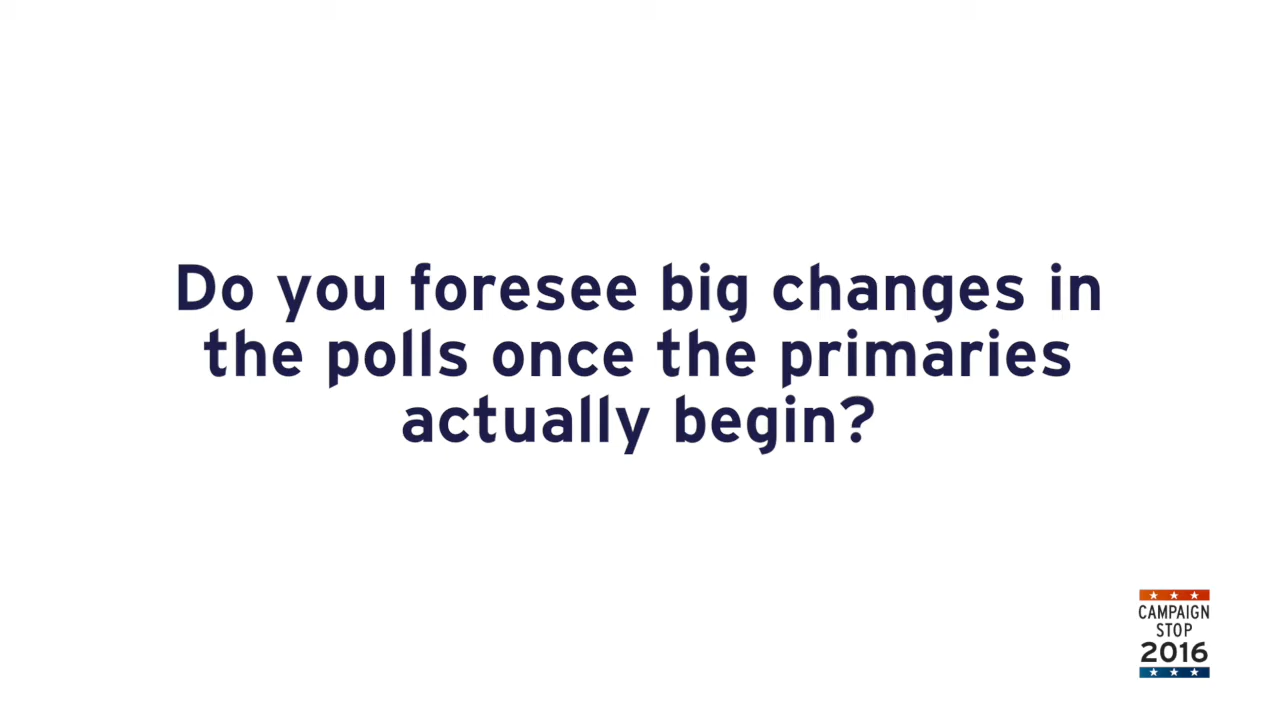 Do you foresee big changes in
the polls once the primaries
actually begin?
CAMPAIGN
STOP
2016